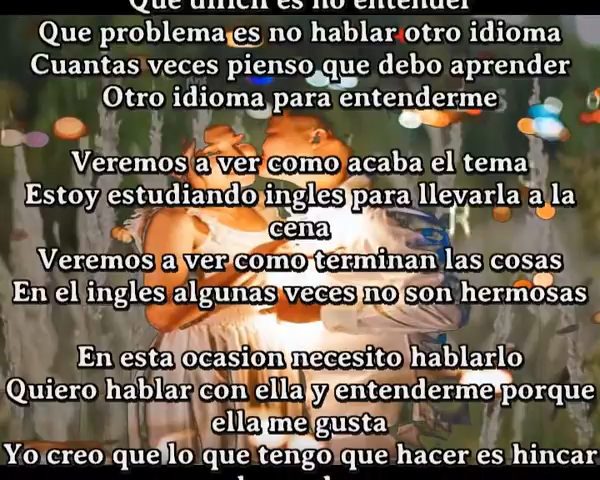 Que dificil es no entender
Que problema es no hablar otro idioma
Cuantas veces pienso que debo aprender
Otro idioma para entenderme
Veremos a ver como acaba el tema
Estoy estudiando ingles para llevarla a la
cena
Veremos a ver como terminan las cosas
En el ingles algunas veces no son hermosas
En esta ocasion necesito hablarlo
Quiero hablar con ella y entenderme porque
ella me gusta
Yo creo que lo que tengo que hacer es hincar